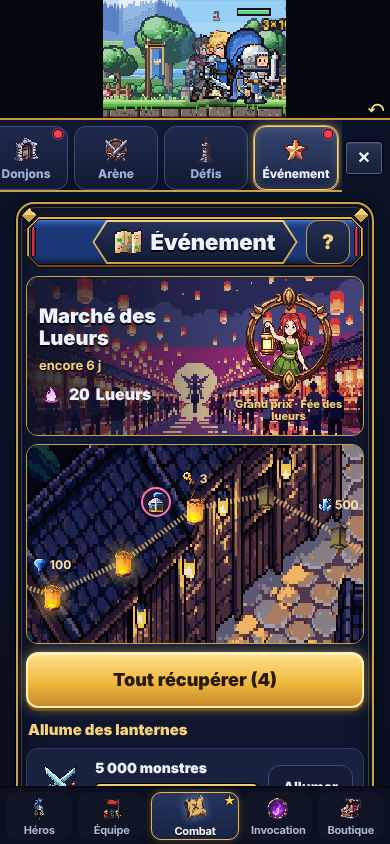 Donjons
Arène
Défis
Événement
×
Événement
?
Marché des
Lueurs
encore 6 j
20 Lueurs
Grand prix · Fée des
lueurs
3
500
100
Tout récupérer (4)
Allume des lanternes
5 000 monstres
Allumer
Héros
Équipe
Combat
Invocation
Boutique